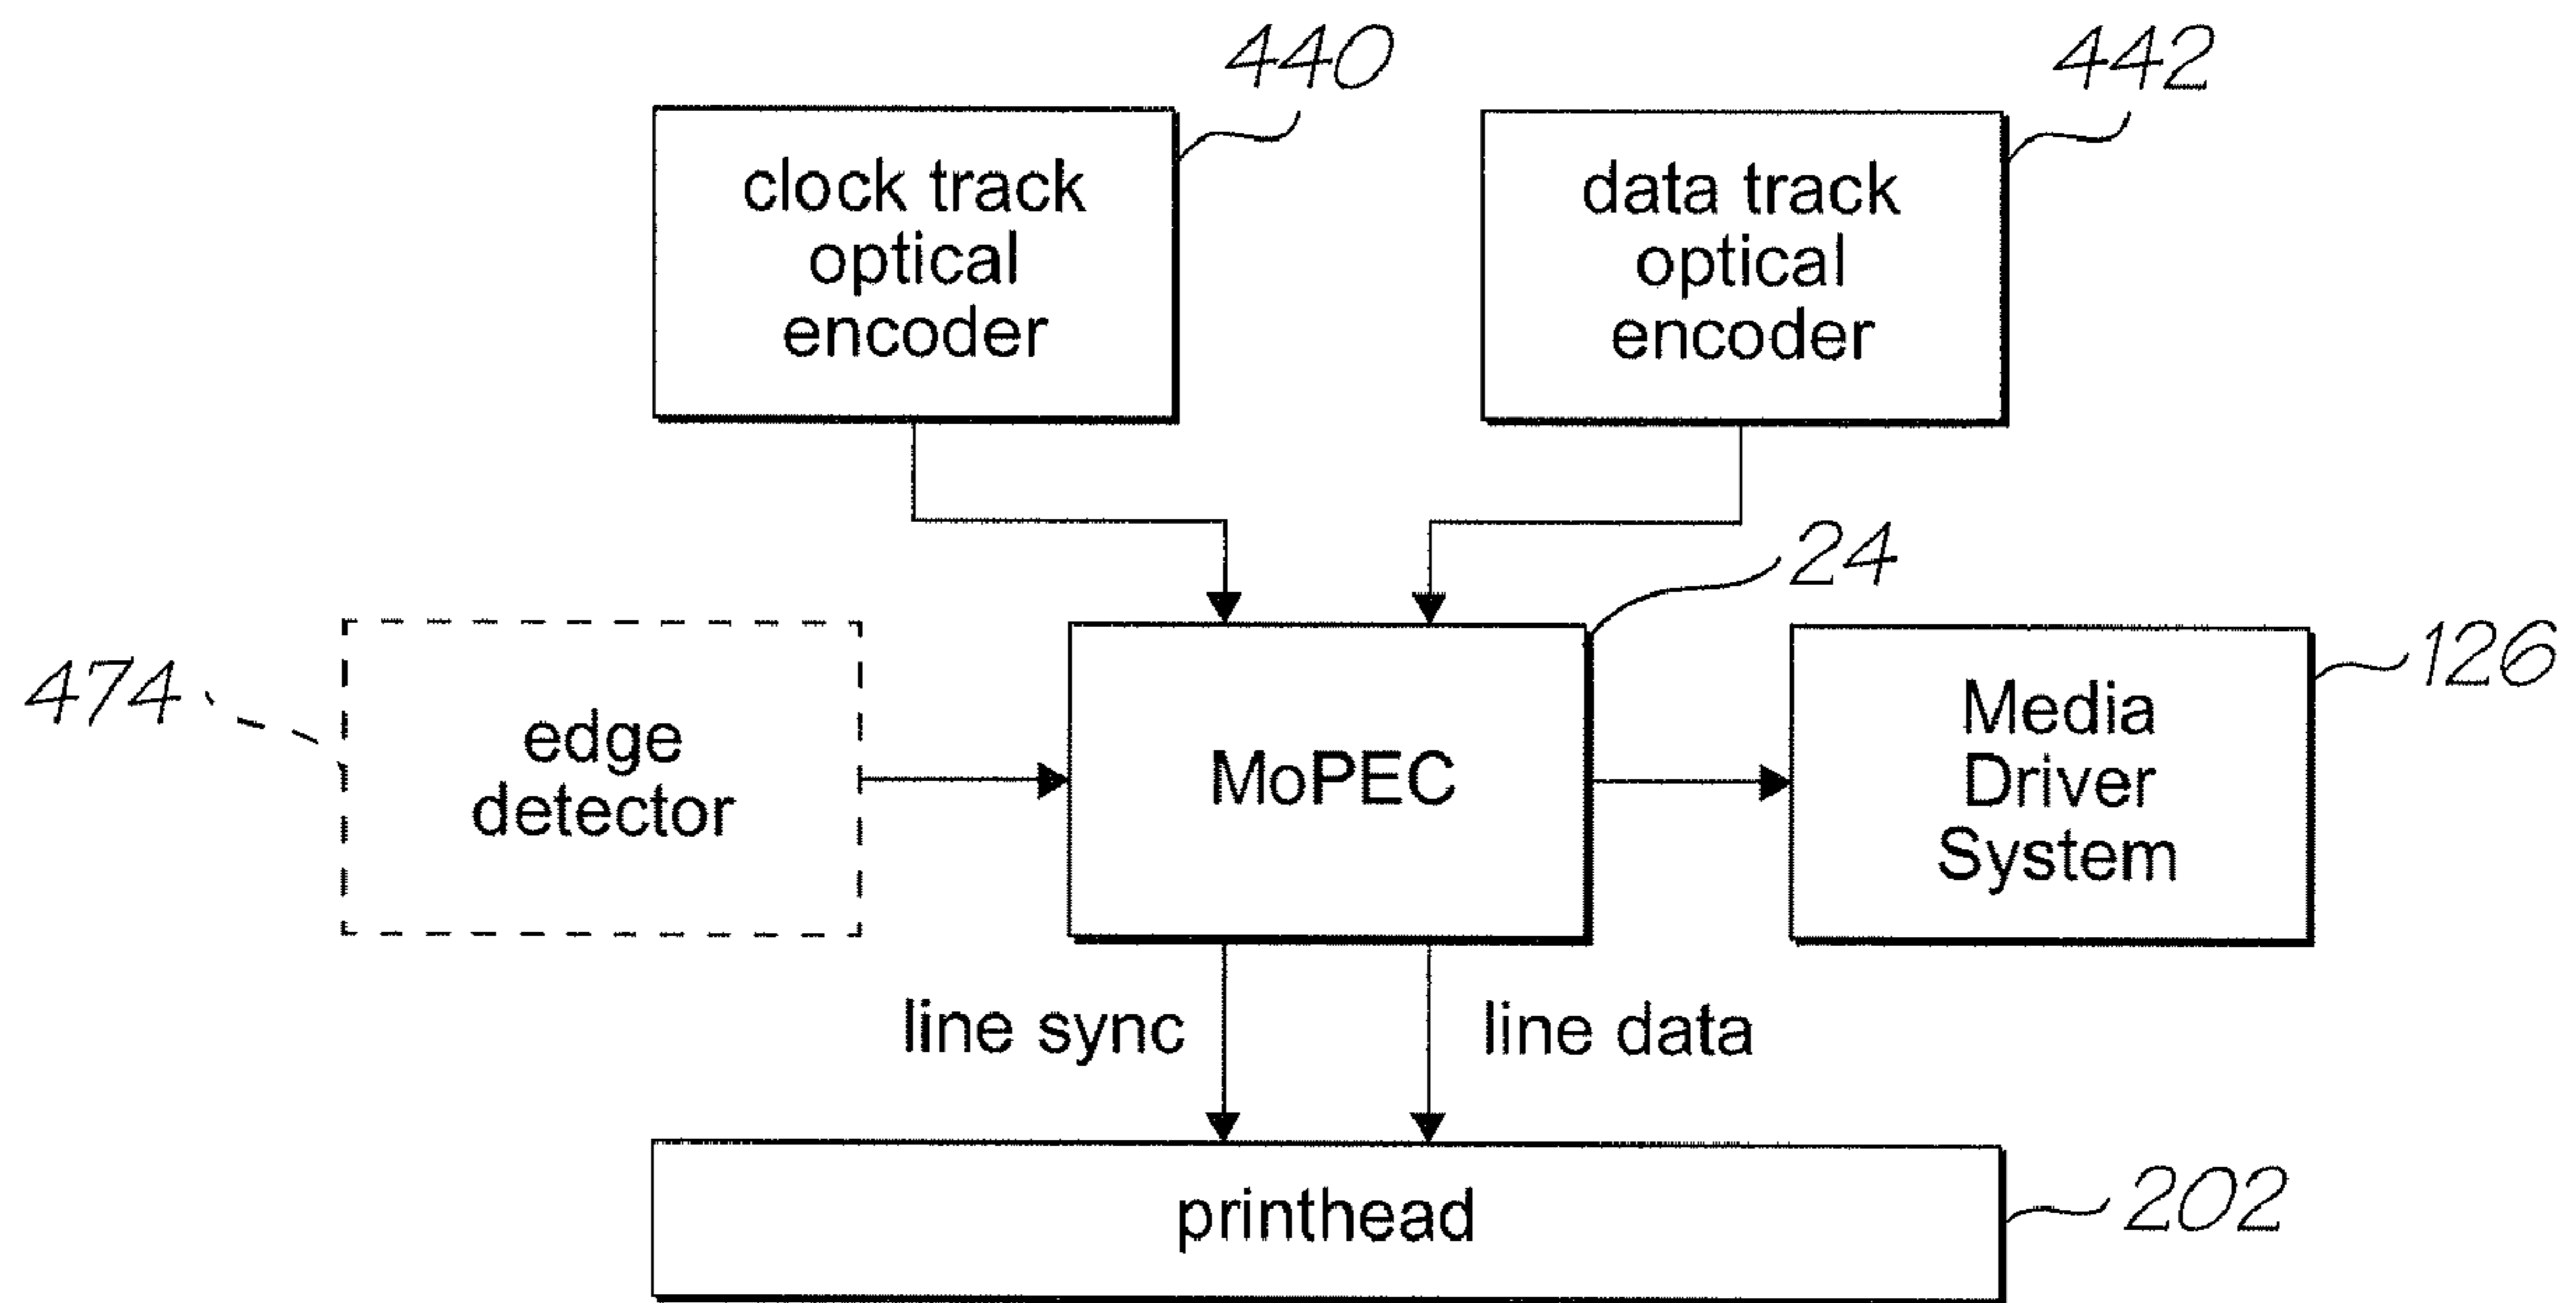 440
442
clock track
optical
encoder
data track
optical
encoder
24
474
edge
detector
MoPEC
Media
Driver
System
126
line sync
line data
printhead
202